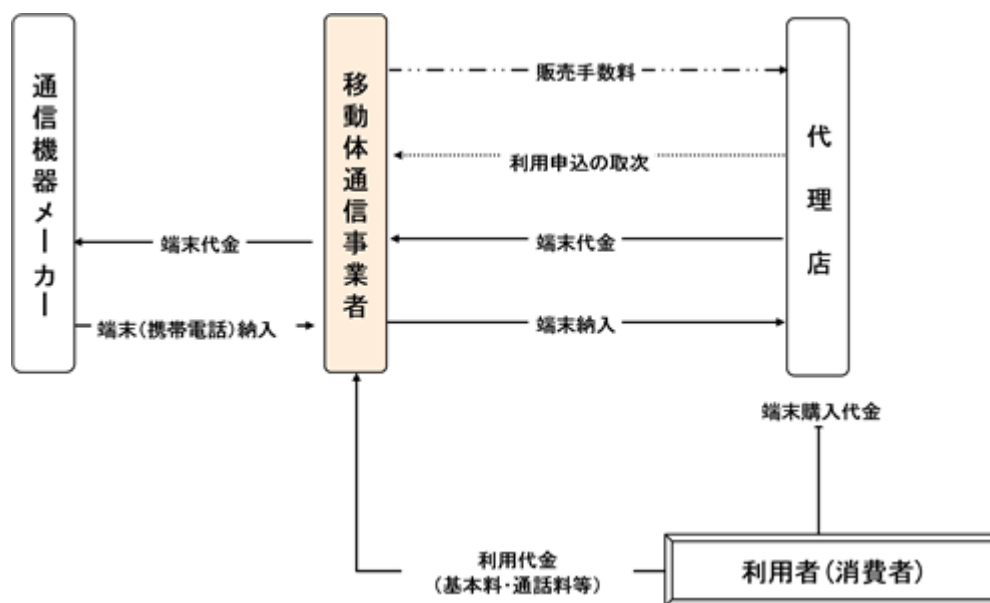 通信機器メーカー
移動体通信事業者
代理店
販売手数料
利用申込の取次
端末代金
端末代金
端末(携帯電話)納入
端末納入
端末購入代金
利用代金
(基本料・通話料等)
利用者(消費者)